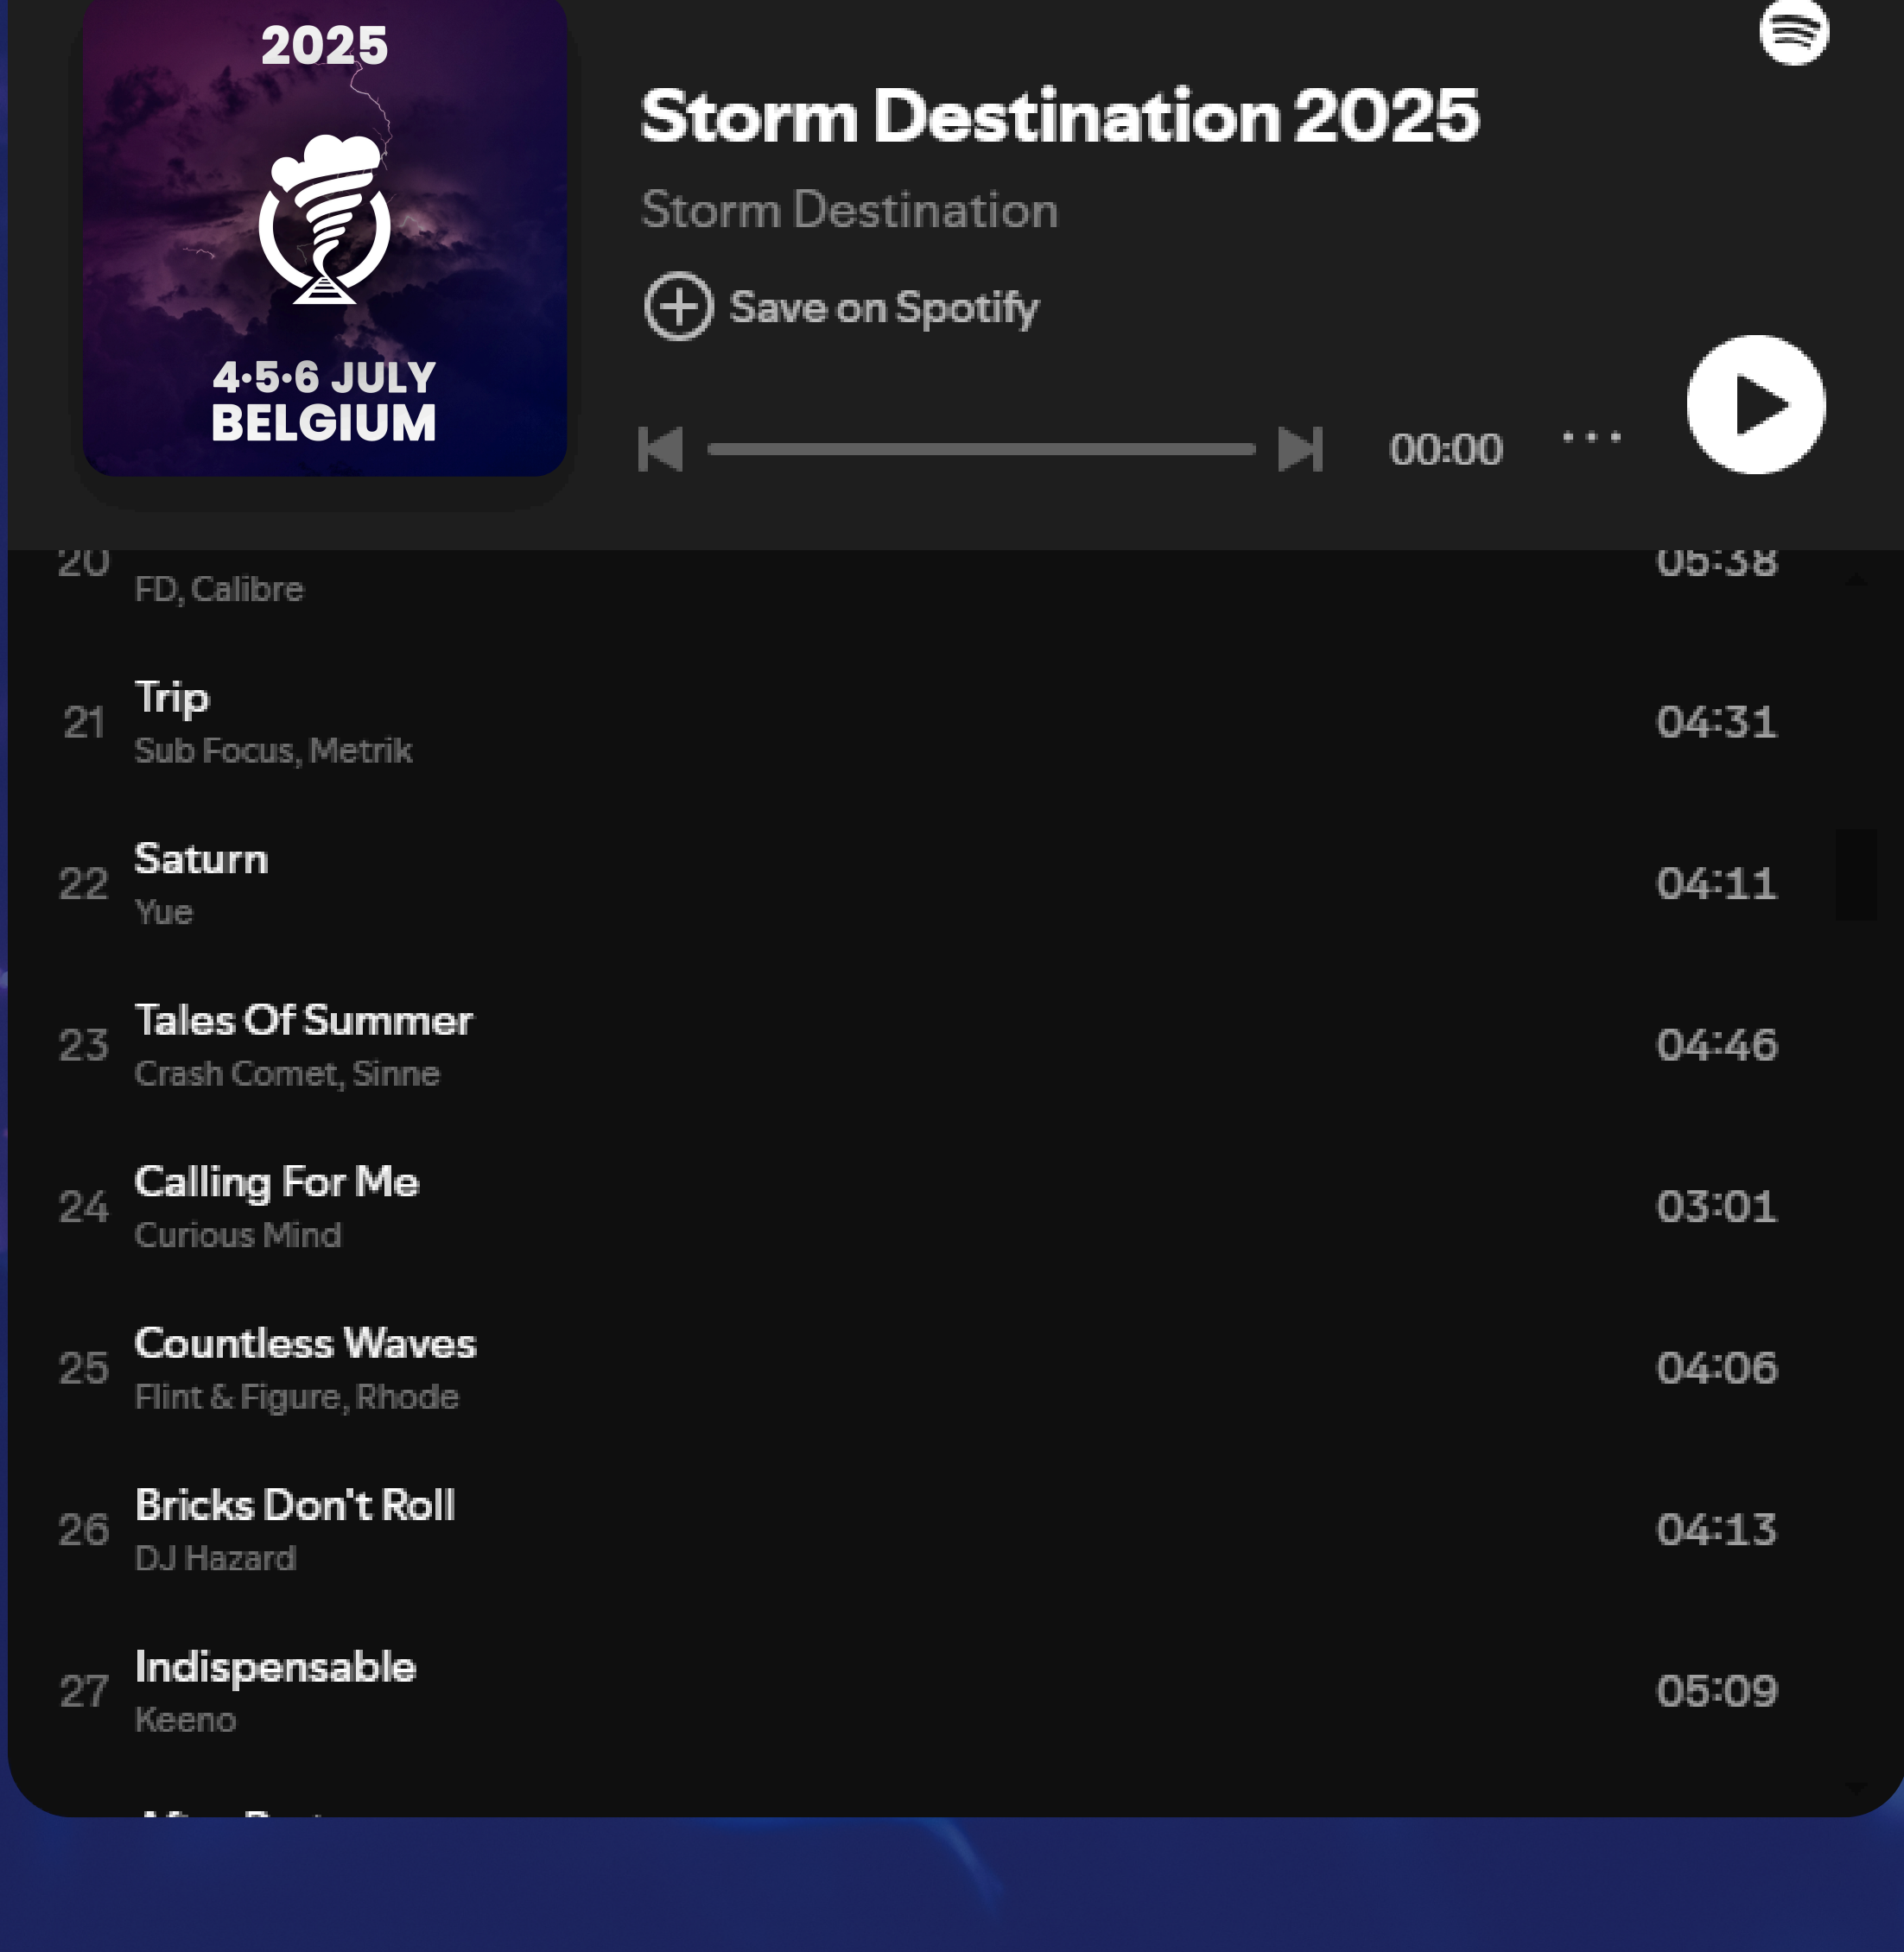 2025
4·5·6 JULY
BELGIUM
Storm Destination 2025
Storm Destination
Save on Spotify
00:00
20
FD, Calibre
05:38
21
Trip
Sub Focus, Metrik
04:31
22
Saturn
Yue
04:11
23
Tales Of Summer
Crash Comet, Sinne
04:46
24
Calling For Me
Curious Mind
03:01
25
Countless Waves
Flint & Figure, Rhode
04:06
26
Bricks Don't Roll
DJ Hazard
04:13
27
Indispensable
Keeno
05:09